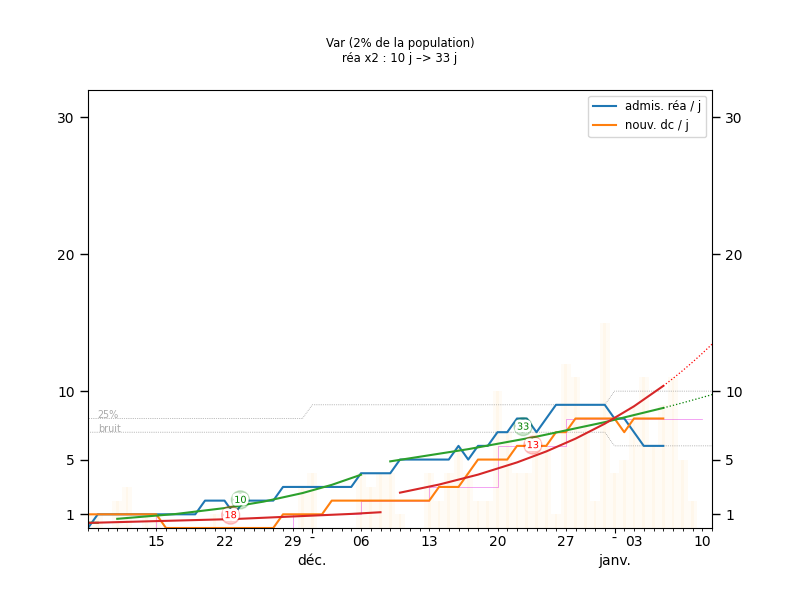 Var (2% de la population)
réa x2 : 10 j –> 33 j
admis. réa / j
nouv. dc / j
30 30
20 20
10 10
25%
bruit
33
13
5 5
10
18
1 1
15 22 29 - 06 13 20 27 - 03 10
déc. janv.